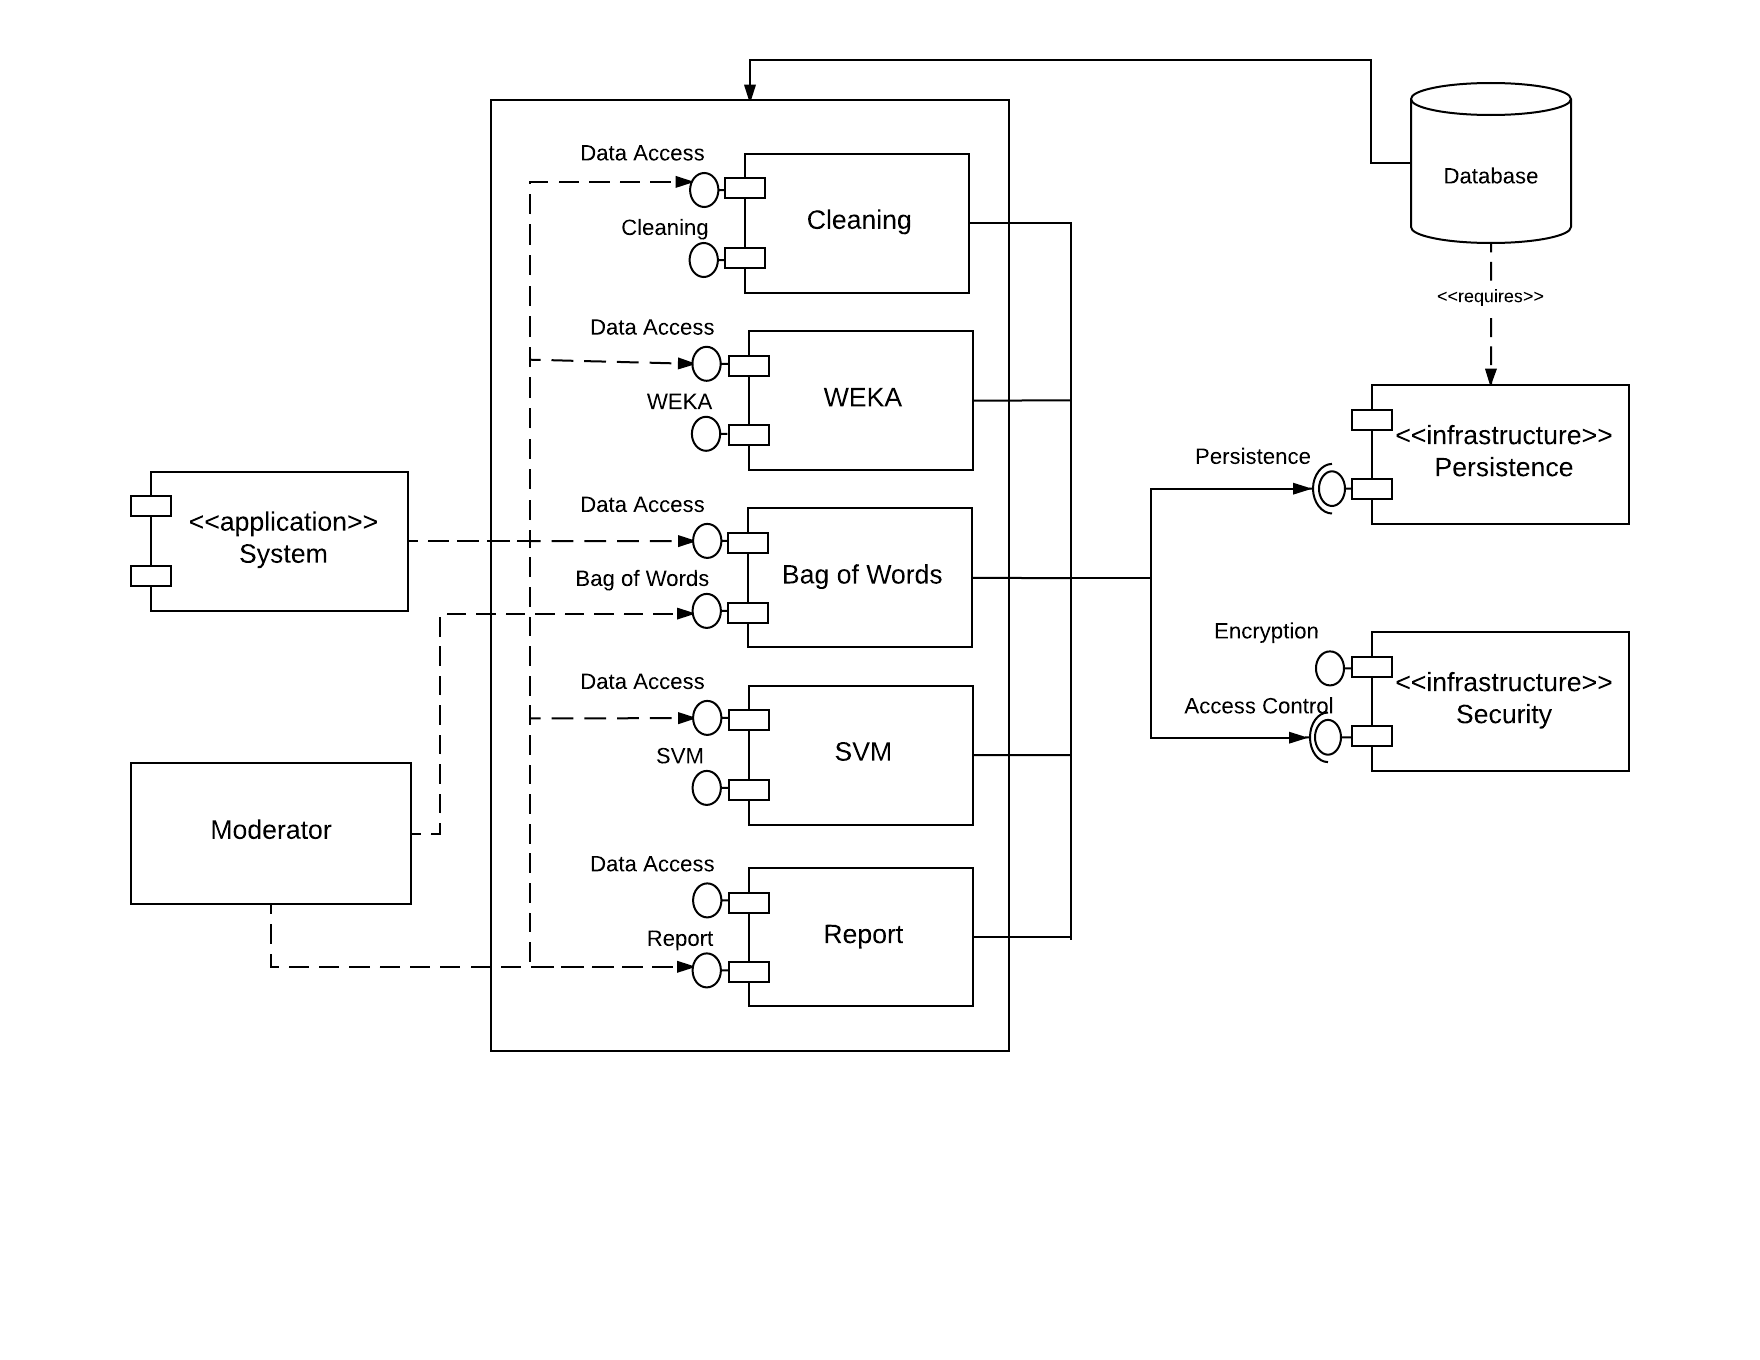 Data Access
Cleaning
Cleaning
Data Access
WEKA
WEKA
Data Access
Bag of Words
Bag of Words
Data Access
SVM
SVM
Data Access
Report
Report
<<application>>
System
Moderator
Database
<<requires>>
Persistence
<<infrastructure>>
Persistence
Encryption
Access Control
<<infrastructure>>
Security